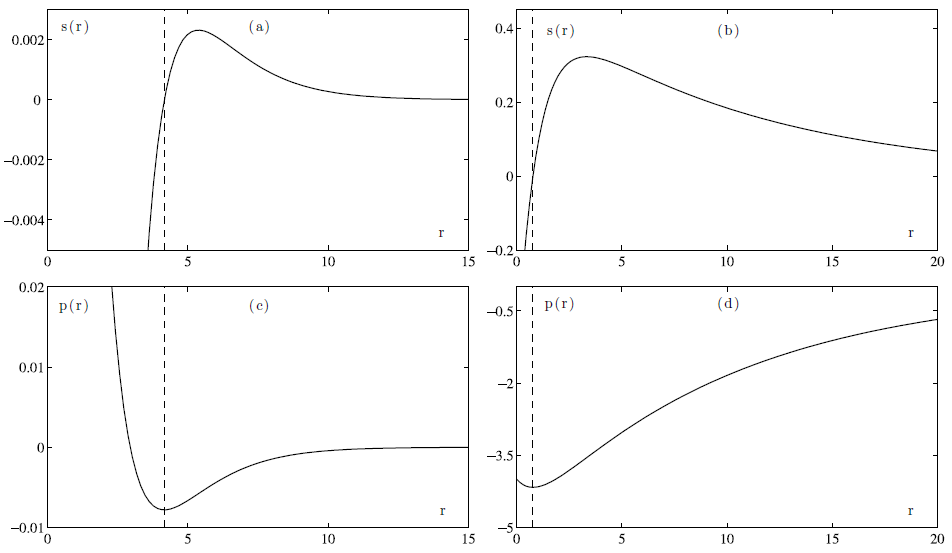 s(r) (a)
0.002
0
−0.002
−0.004
r
0 5 10 15
s(r) (b)
0.4
0.2
0
−0.2
r
0 5 10 15 20
p(r) (c)
0.02
0.01
0
−0.01
r
0 5 10 15
p(r) (d)
−0.5
−2
−3.5
−5
r
0 5 10 15 20